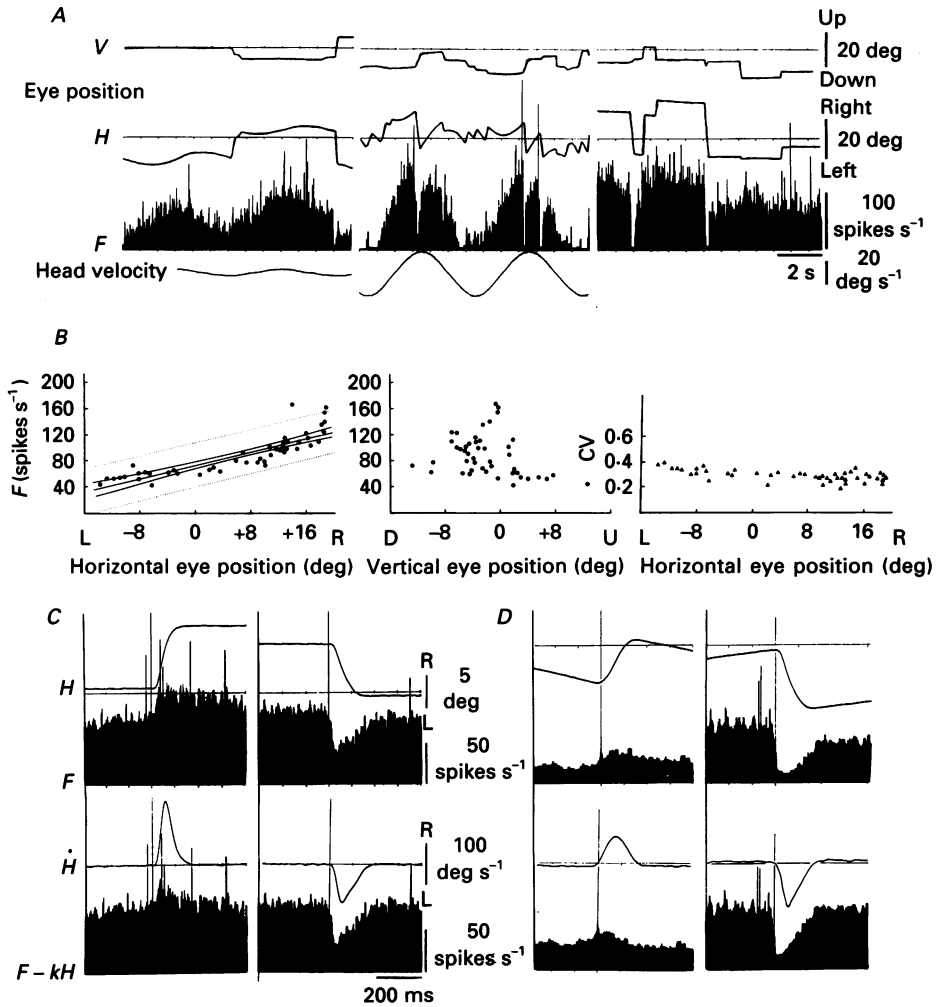 A
Up
V
20 deg
Down
Eye position
Right
H
20 deg
Left
100
spikes s⁻¹
F
2 s
20
deg s⁻¹
Head velocity
B
F (spikes s⁻¹)
200
160
120
80
40
L −8 0 +8 +16 R
Horizontal eye position (deg)
200
160
120
80
40
D −8 0 +8 U
Vertical eye position (deg)
CV
0·6
0·4
0·2
L −8 0 8 16 R
Horizontal eye position (deg)
C
D
H
R
5
deg
L
50
spikes s⁻¹
F
Ḣ
R
100
deg s⁻¹
L
50
spikes s⁻¹
F − kH
200 ms